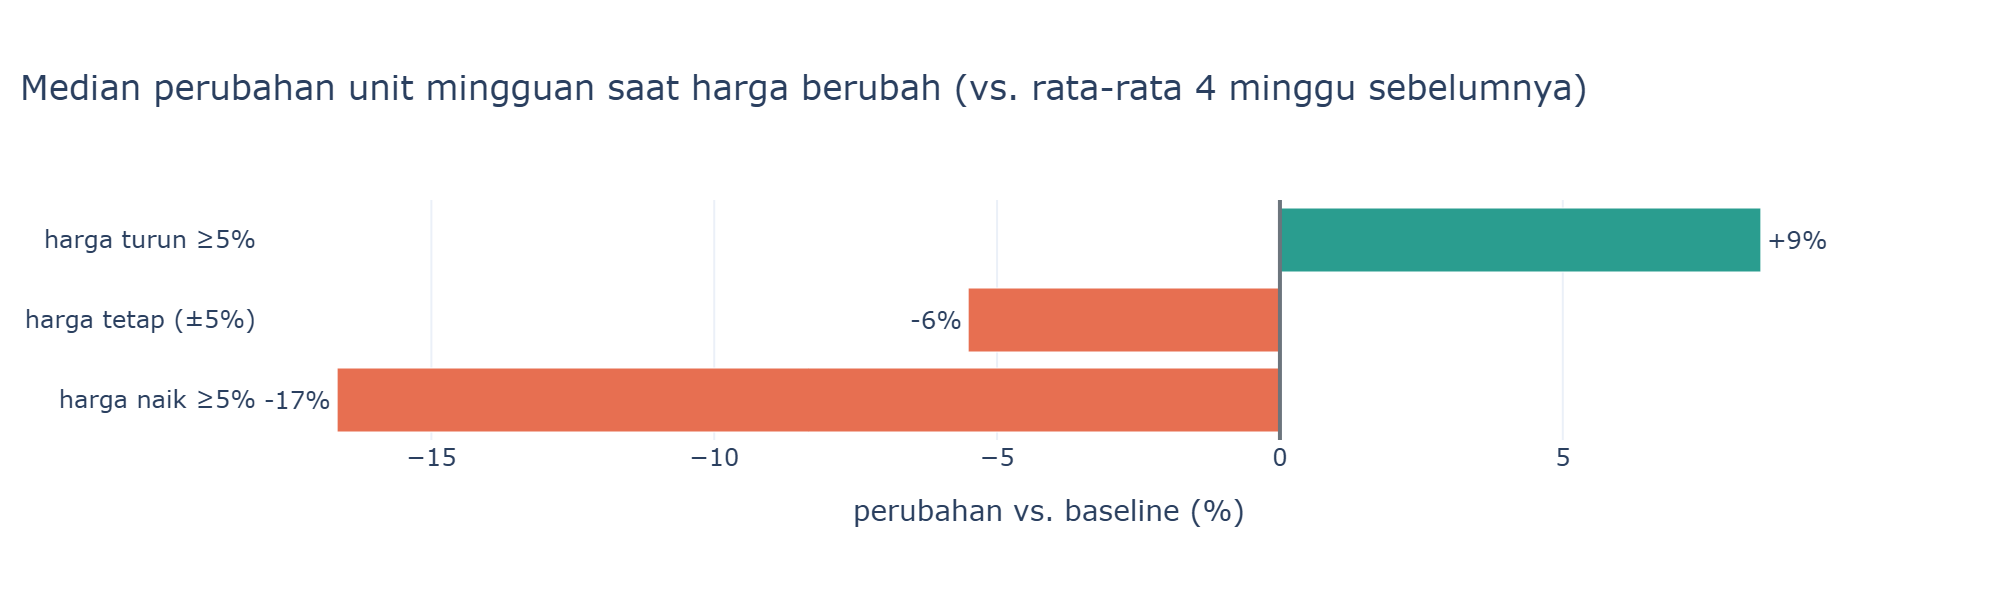 Median perubahan unit mingguan saat harga berubah (vs. rata-rata 4 minggu sebelumnya)
harga turun ≥5%
+9%
harga tetap (±5%)
-6%
harga naik ≥5%
-17%
−15
−10
−5
0
5
perubahan vs. baseline (%)